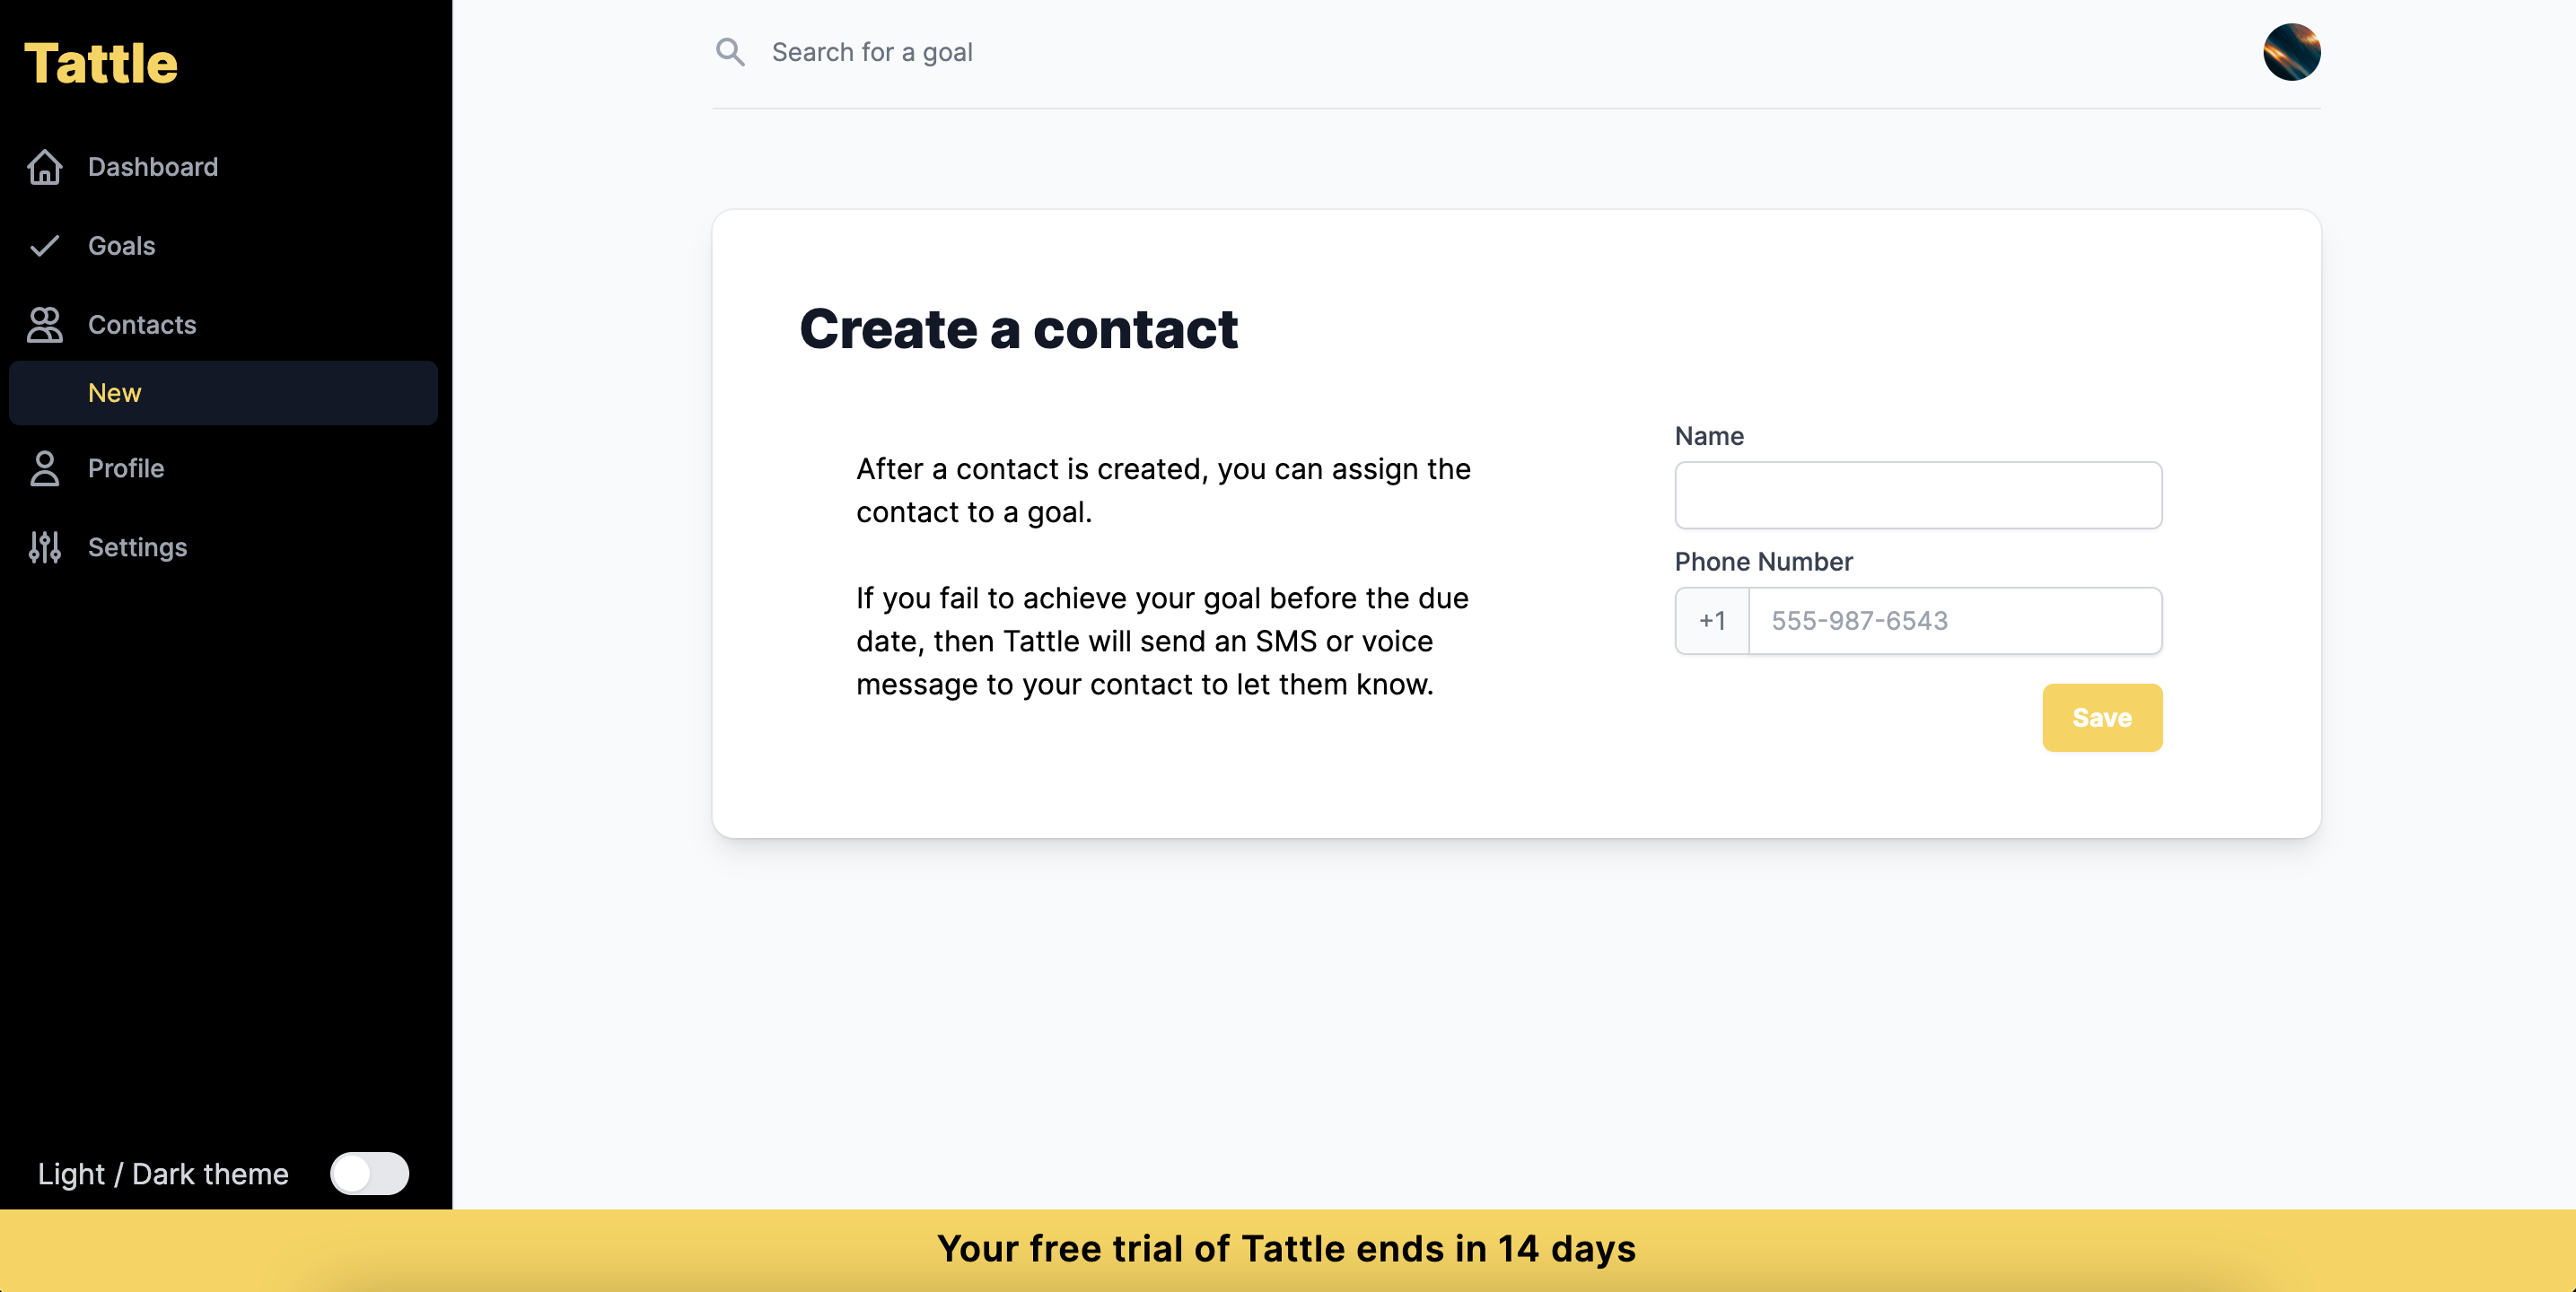 Tattle
Dashboard
Goals
Contacts
New
Profile
Settings
Light / Dark theme
Search for a goal
Create a contact
After a contact is created, you can assign the
contact to a goal.
If you fail to achieve your goal before the due
date, then Tattle will send an SMS or voice
message to your contact to let them know.
Name
Phone Number
+1 555-987-6543
Save
Your free trial of Tattle ends in 14 days